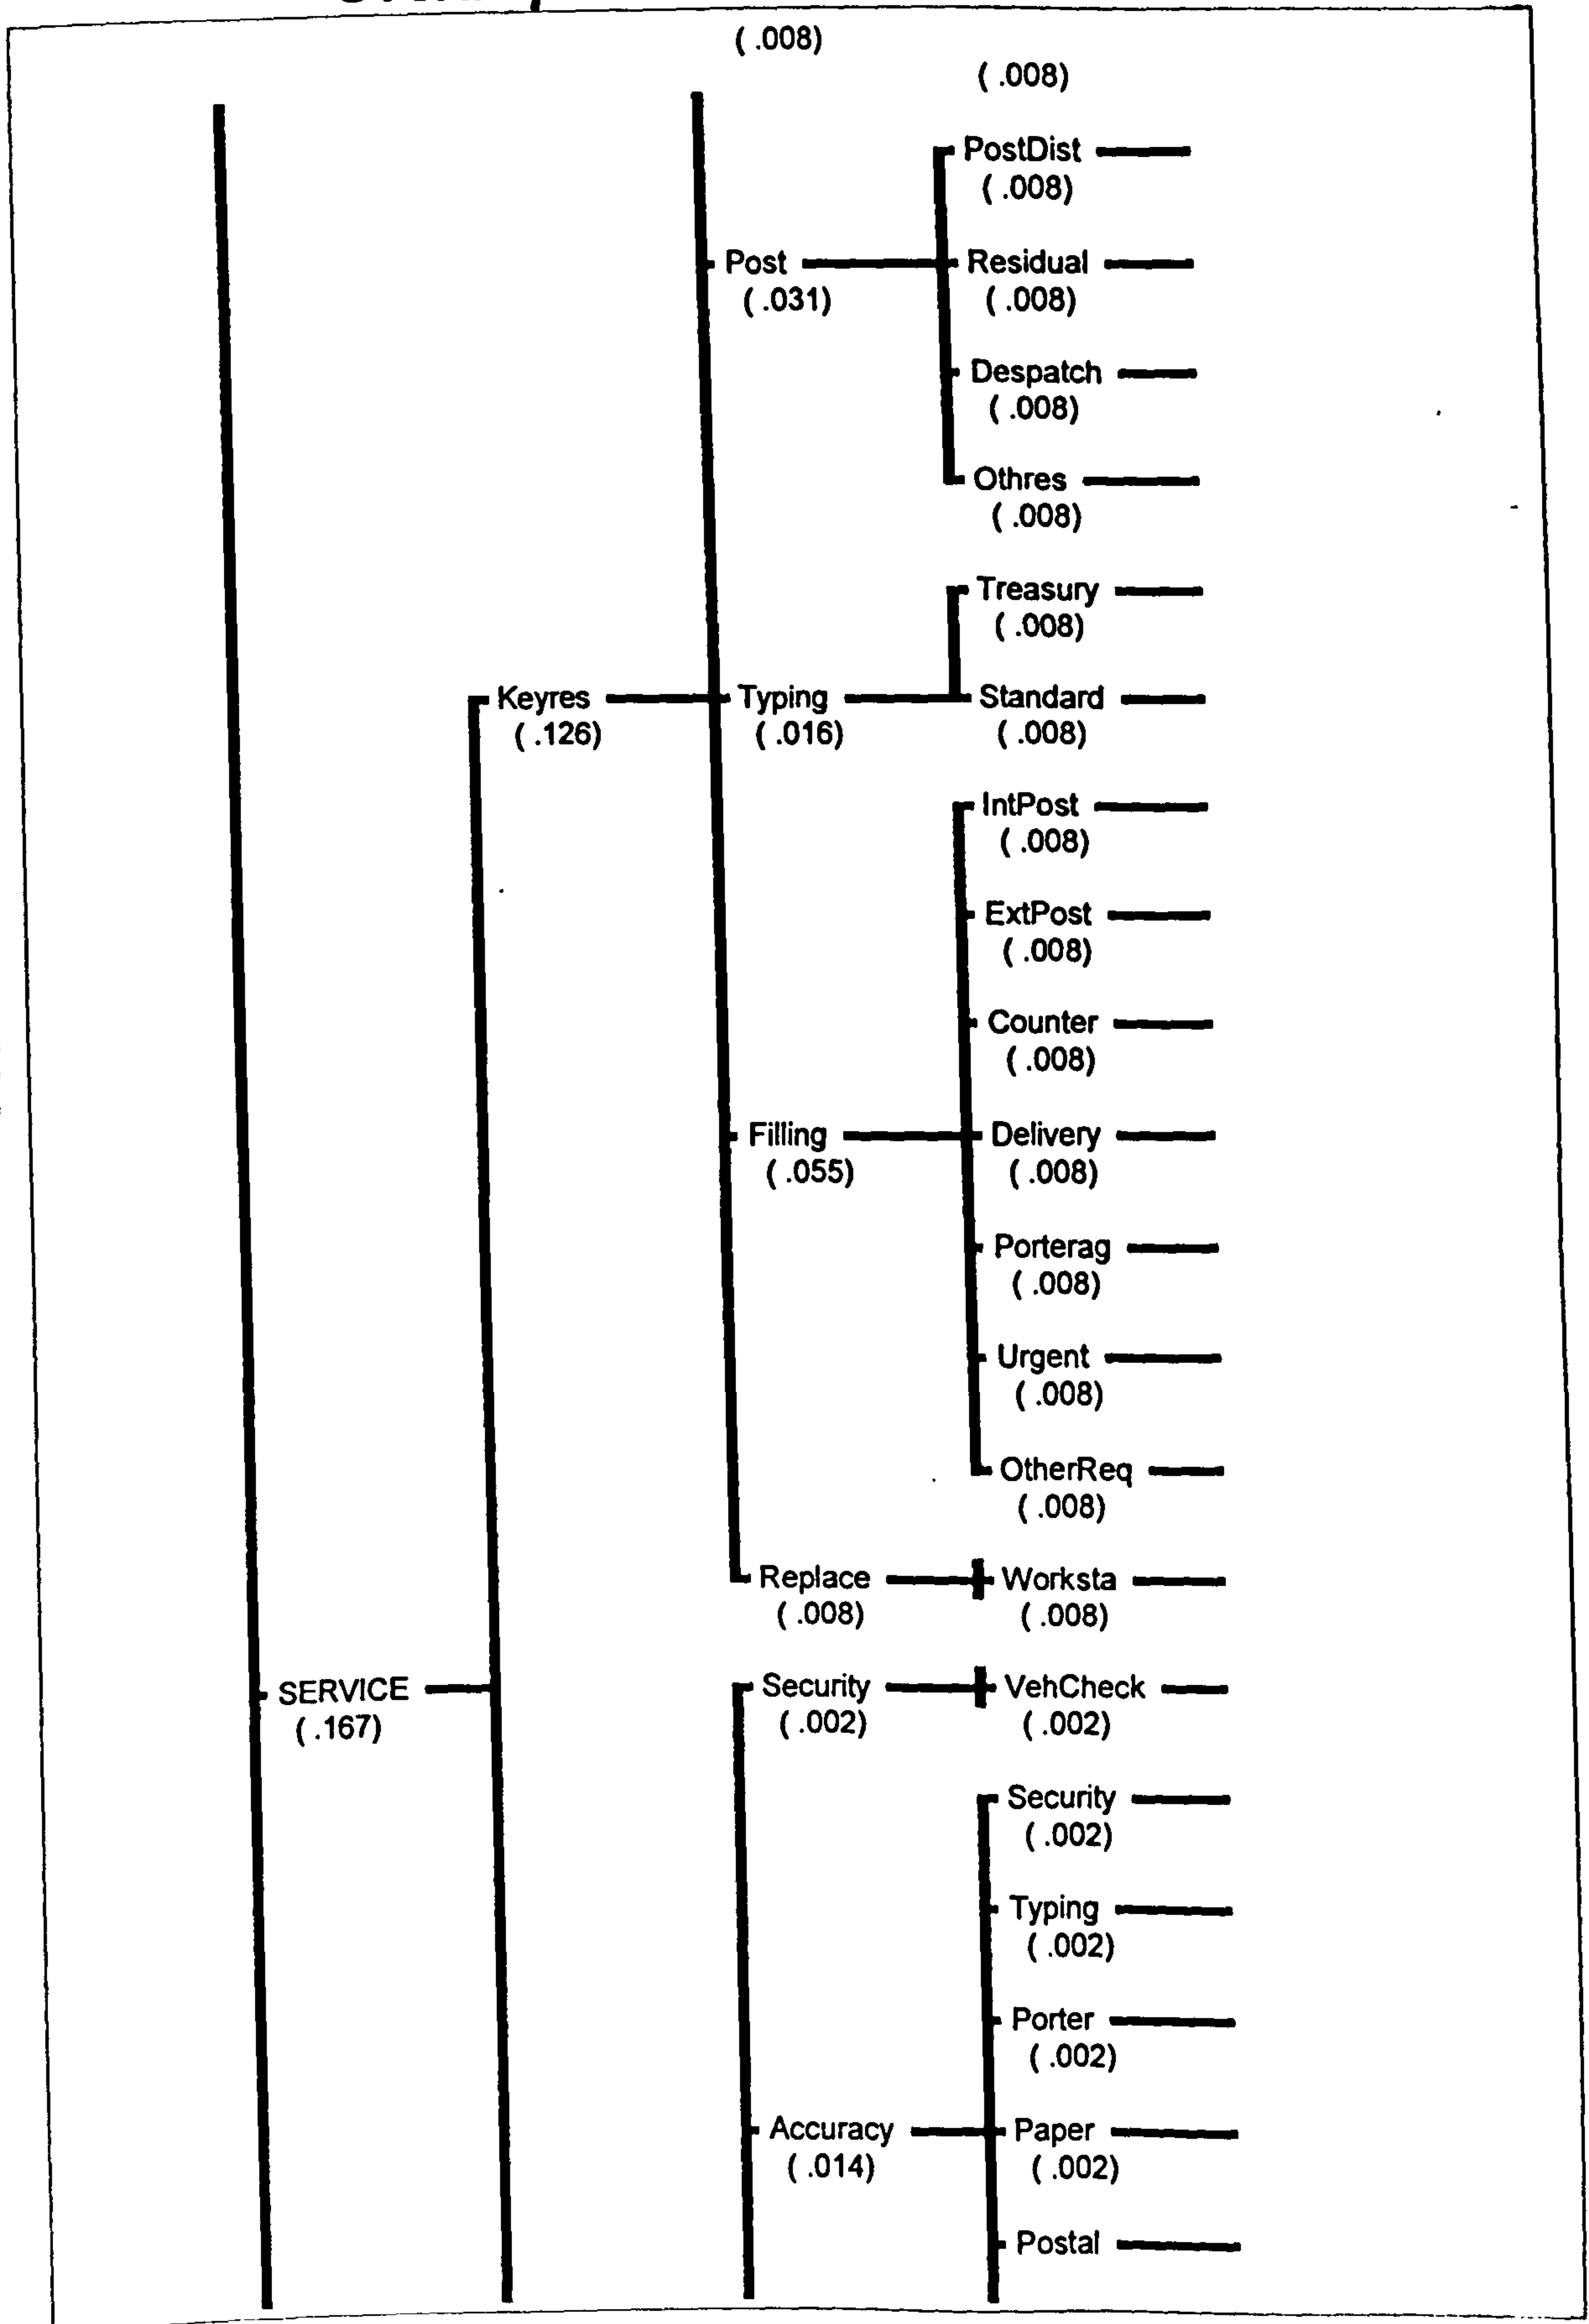 ( .008)
( .008)
PostDist
( .008)
Post Residual
( .031) ( .008)
Despatch
( .008)
Othres
( .008)
Treasury
( .008)
Keyres Typing Standard
( .126) ( .016) ( .008)
IntPost
( .008)
ExtPost
( .008)
Counter
( .008)
Filling Delivery
( .055) ( .008)
Porterag
( .008)
Urgent
( .008)
OtherReq
( .008)
Replace Worksta
( .008) ( .008)
SERVICE Security VehCheck
( .167) ( .002) ( .002)
Security
( .002)
Typing
( .002)
Porter
( .002)
Accuracy Paper
( .014) ( .002)
Postal